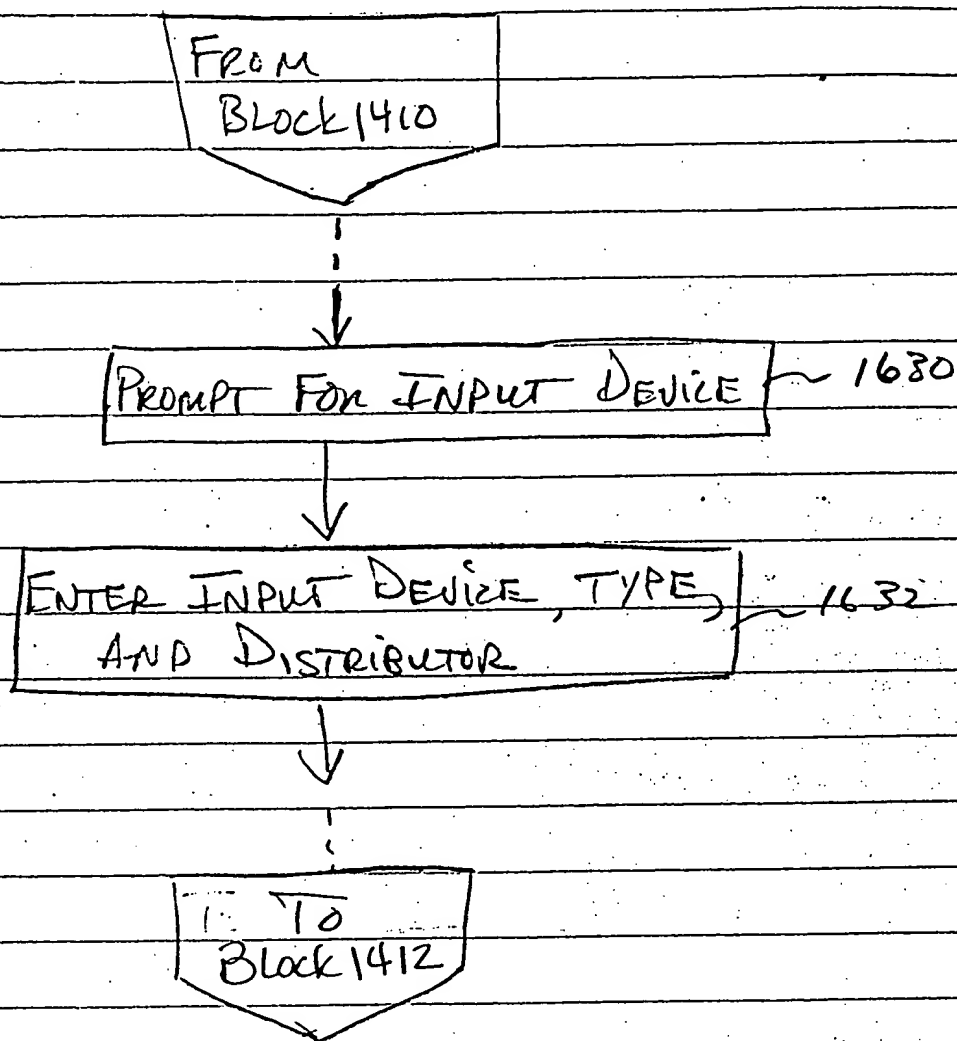 FROM
BLOCK 1410
PROMPT FOR INPUT DEVICE
1630
ENTER INPUT DEVICE, TYPE,
AND DISTRIBUTOR
1632
TO
BLOCK 1412